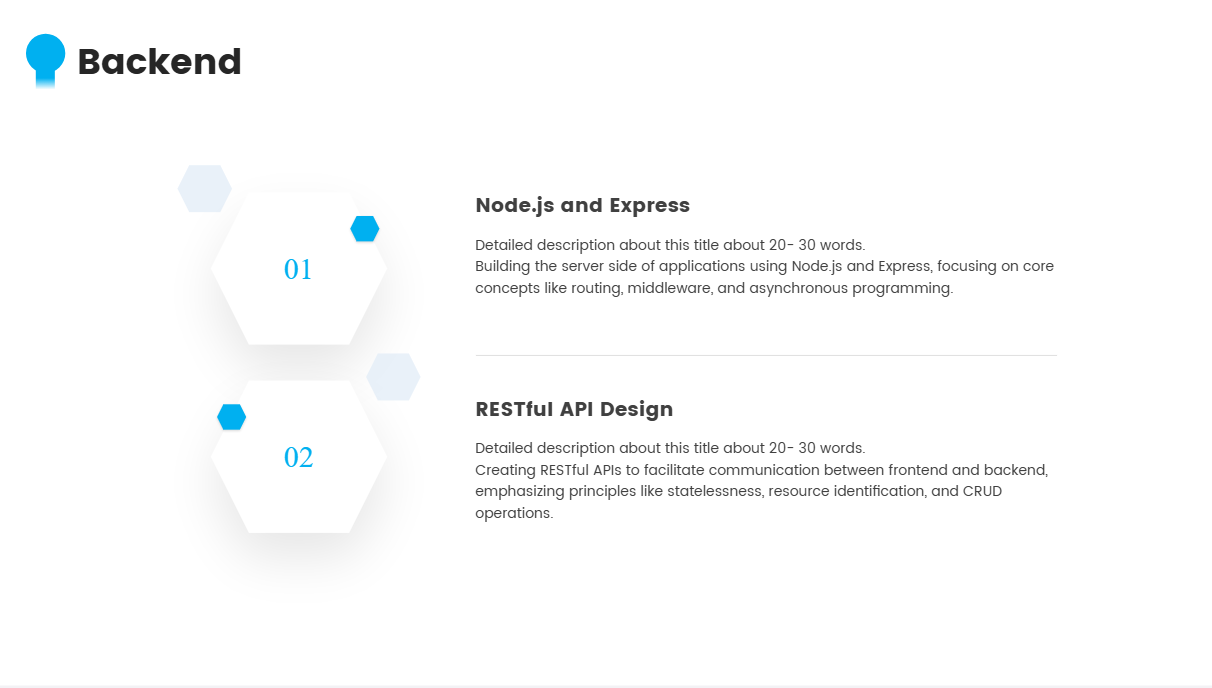 Backend
01
Node.js and Express
Detailed description about this title about 20- 30 words.
Building the server side of applications using Node.js and Express, focusing on core
concepts like routing, middleware, and asynchronous programming.
02
RESTful API Design
Detailed description about this title about 20- 30 words.
Creating RESTful APIs to facilitate communication between frontend and backend,
emphasizing principles like statelessness, resource identification, and CRUD
operations.